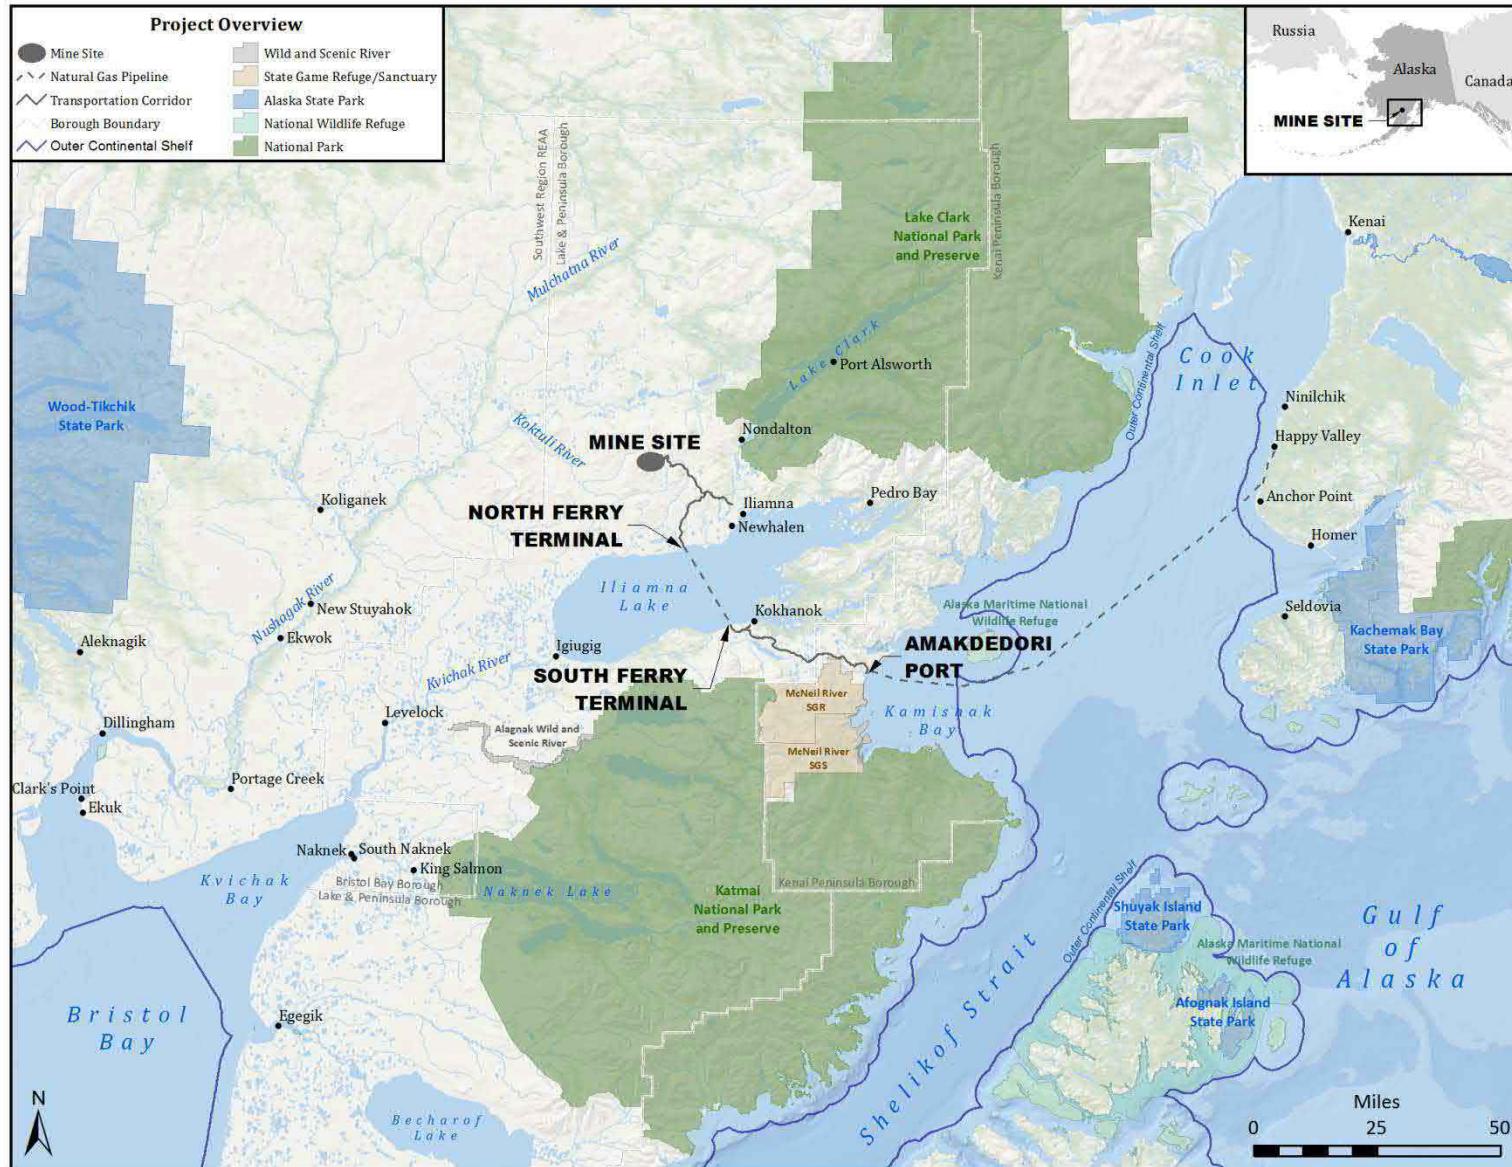 Project Overview
Mine Site
Natural Gas Pipeline
Transportation Corridor
Borough Boundary
Outer Continental Shelf
Wild and Scenic River
State Game Refuge/Sanctuary
Alaska State Park
National Wildlife Refuge
National Park
Russia
Alaska
Canada
MINE SITE
Southwest Region REAA
Lake & Peninsula Borough
Mulchatna River
Lake Clark
National Park
and Preserve
Kenai Peninsula Borough
Kenai
Outer Continental Shelf
Cook
Inlet
Lake Clark
Port Alsworth
Ninilchik
Wood-Tikchik
State Park
Koktuli River
MINE SITE
Nondalton
Happy Valley
Koliganek
NORTH FERRY
TERMINAL
Iliamna
Newhalen
Pedro Bay
Anchor Point
Homer
Iliamna
Lake
Nushagak River
New Stuyahok
Ekwok
Kokhanok
Alaska Maritime National
Wildlife Refuge
Seldovia
Kachemak Bay
State Park
Aleknagik
Igiugig
Kvichak River
SOUTH FERRY
TERMINAL
AMAKDEDORI
PORT
McNeil River
SGR
Kamishak
Bay
Dillingham
Levelock
Alagnak Wild and
Scenic River
McNeil River
SGS
Clark's Point
Ekuk
Portage Creek
Naknek
South Naknek
King Salmon
Bristol Bay Borough
Lake & Peninsula Borough
Kvichak
Bay
Naknek Lake
Kenai Peninsula Borough
Katmai
National Park
and Preserve
Outer Continental Shelf
Shuyak Island
State Park
Gulf
of
Alaska
Alaska Maritime National
Wildlife Refuge
Afognak Island
State Park
Shelikof Strait
Bristol
Bay
Egegik
Becharof
Lake
N
Miles
0 25 50